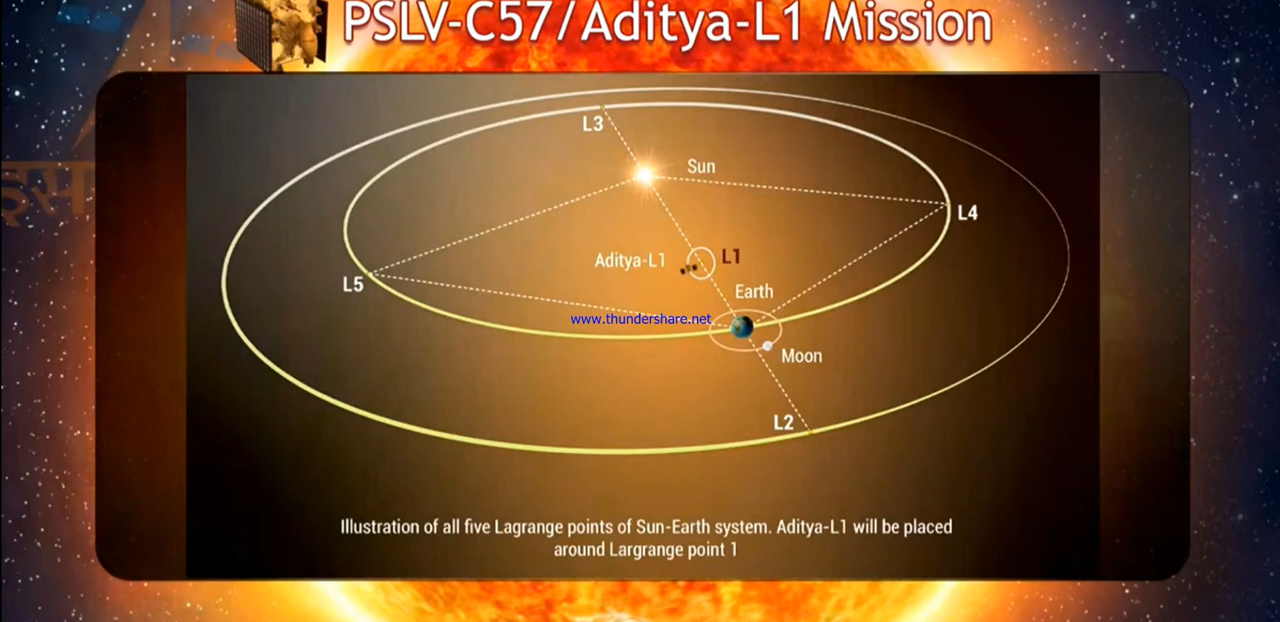 PSLV-C57/Aditya-L1 Mission
L3
Sun
L4
Aditya-L1
L1
L5
Earth
www.thundershare.net
Moon
L2
Illustration of all five Lagrange points of Sun-Earth system. Aditya-L1 will be placed
around Largrange point 1